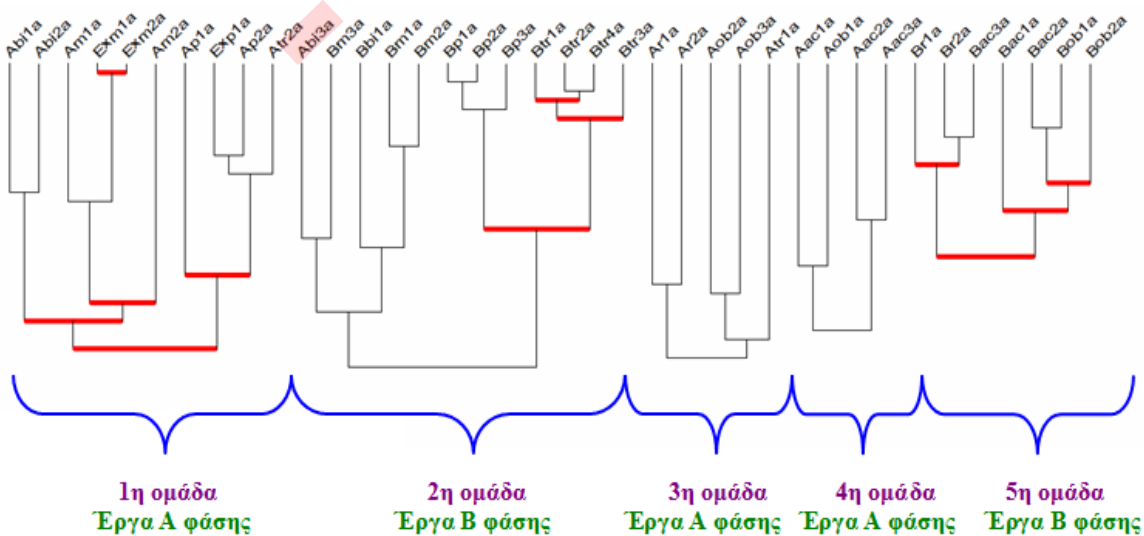 Abi1a Abi2a Am1a Exm1a Exm2a Am2a Ap1a Exp1a Ap2a Atr2a Abi3a Bm3a Bbi1a Bm1a Bm2a Bp1a Bp2a Bp3a Btr1a Btr2a Btr4a Btr3a Ar1a Ar2a Aob2a Aob3a Atr1a Aac1a Aob1a Aac2a Aac3a Br1a Br2a Bac3a Bac1a Bac2a Bob1a Bob2a
1η ομάδα 2η ομάδα 3η ομάδα 4η ομάδα 5η ομάδα
Έργα Α φάσης Έργα Β φάσης Έργα Α φάσης Έργα Α φάσης Έργα Β φάσης